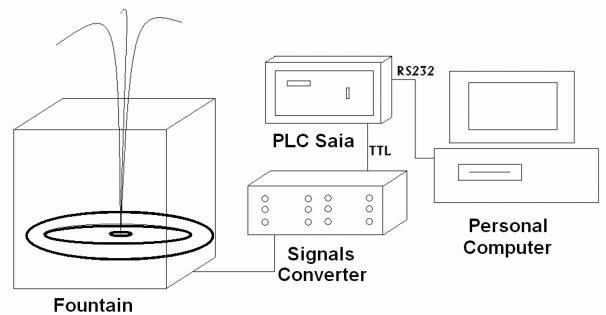 RS232
PLC Saia
TTL
Signals
Converter
Personal
Computer
Fountain